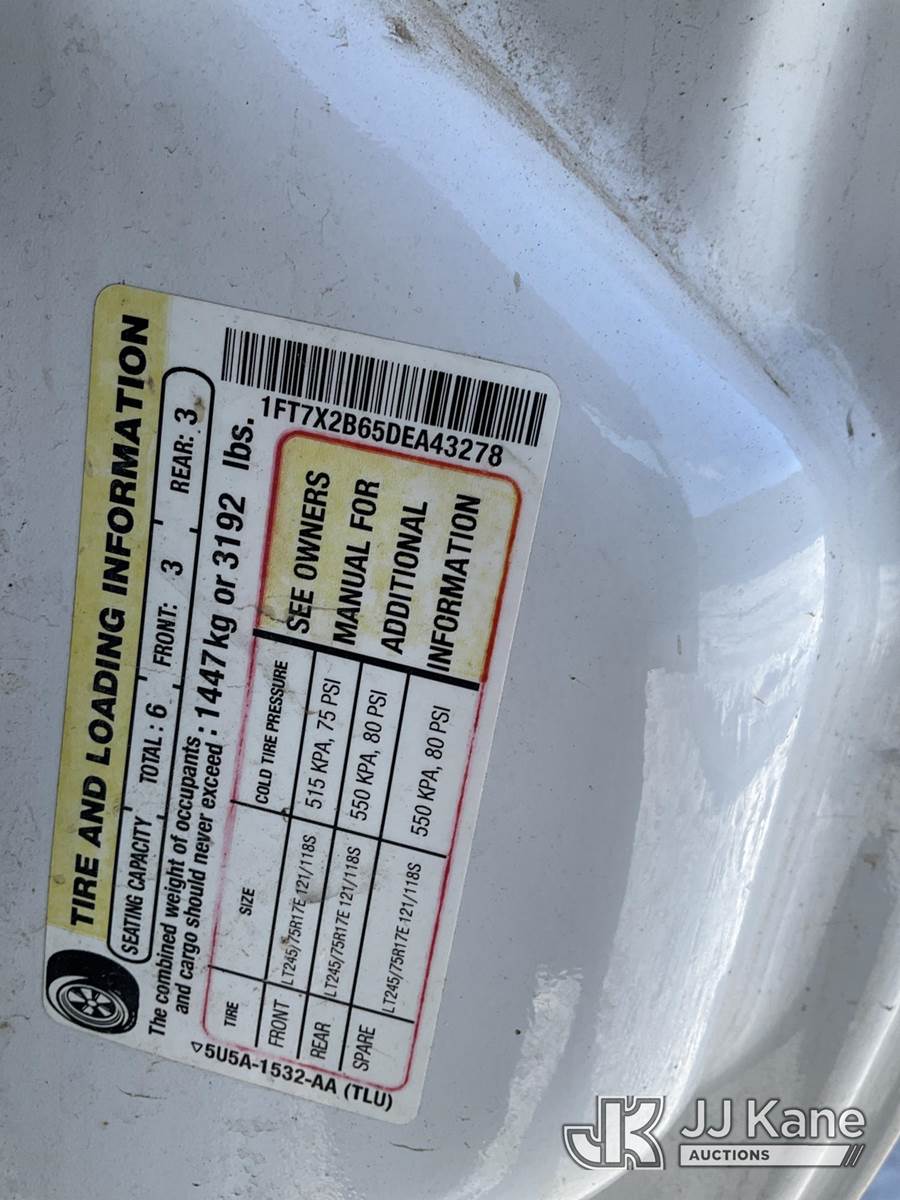 TIRE AND LOADING INFORMATION
SEATING CAPACITY TOTAL : 6 FRONT: 3 REAR: 3
The combined weight of occupants
and cargo should never exceed : 1447 kg or 3192 lbs.
TIRE SIZE COLD TIRE PRESSURE
FRONT LT245/75R17E 121/118S 515 KPA, 75 PSI
REAR LT245/75R17E 121/118S 550 KPA, 80 PSI
SPARE LT245/75R17E 121/118S 550 KPA, 80 PSI
SEE OWNERS
MANUAL FOR
ADDITIONAL
INFORMATION
1FT7X2B65DEA43278
5U5A-1532-AA (TLU)
JK JJ Kane
AUCTIONS